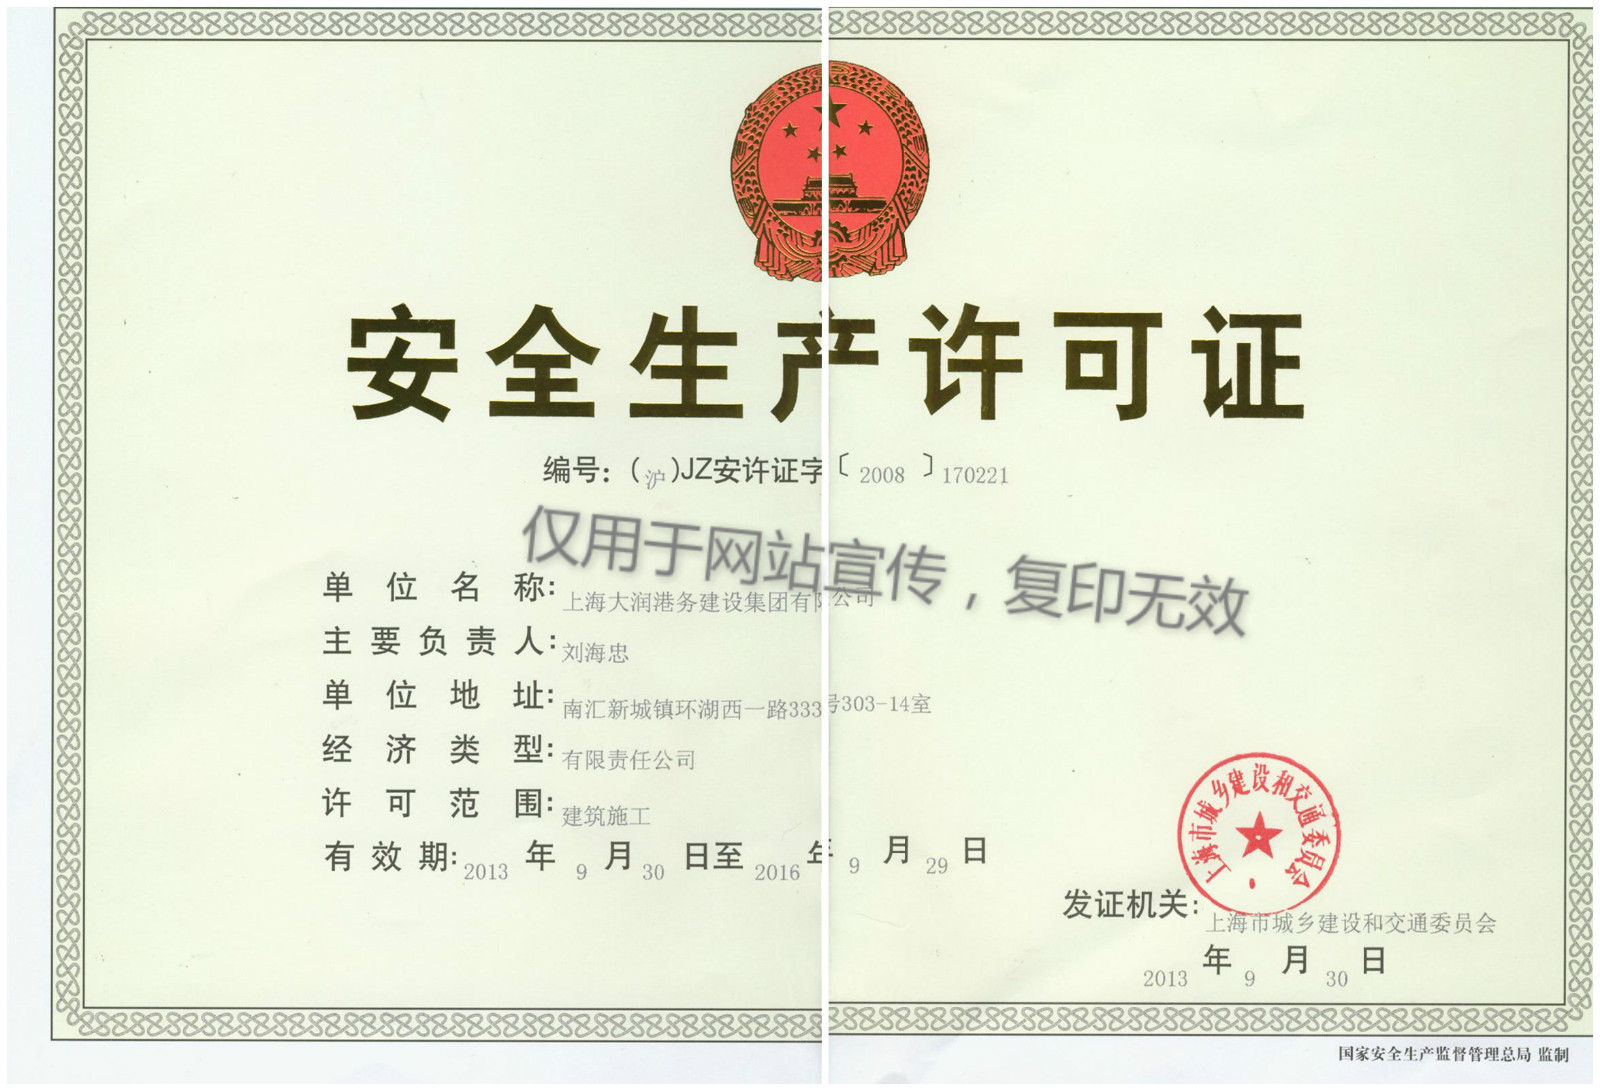 安全生产许可证
编号：(沪)JZ安许证字〔2008〕170221
仅用于网站宣传，复印无效
单位名称：上海大润港务建设集团有限公司
主要负责人：刘海忠
单位地址：南汇新城镇环湖西一路333号303-14室
经济类型：有限责任公司
许可范围：建筑施工
有效期：2013年9月30日至2016年9月29日
上海市城乡建设和交通委员会
发证机关：上海市城乡建设和交通委员会
2013年9月30日
国家安全生产监督管理总局 监制